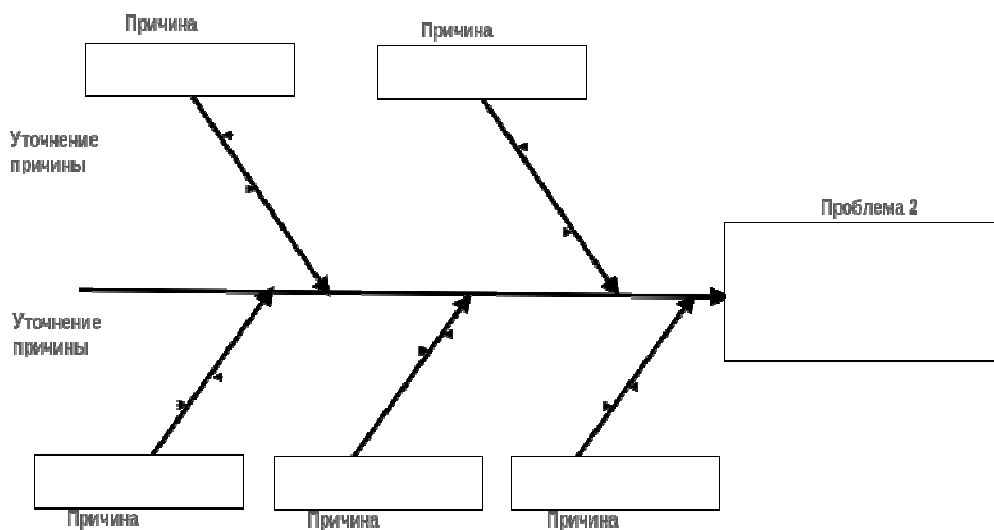 Причина
Причина
Уточнение
причины
Проблема 2
Уточнение
причины
Причина
Причина
Причина